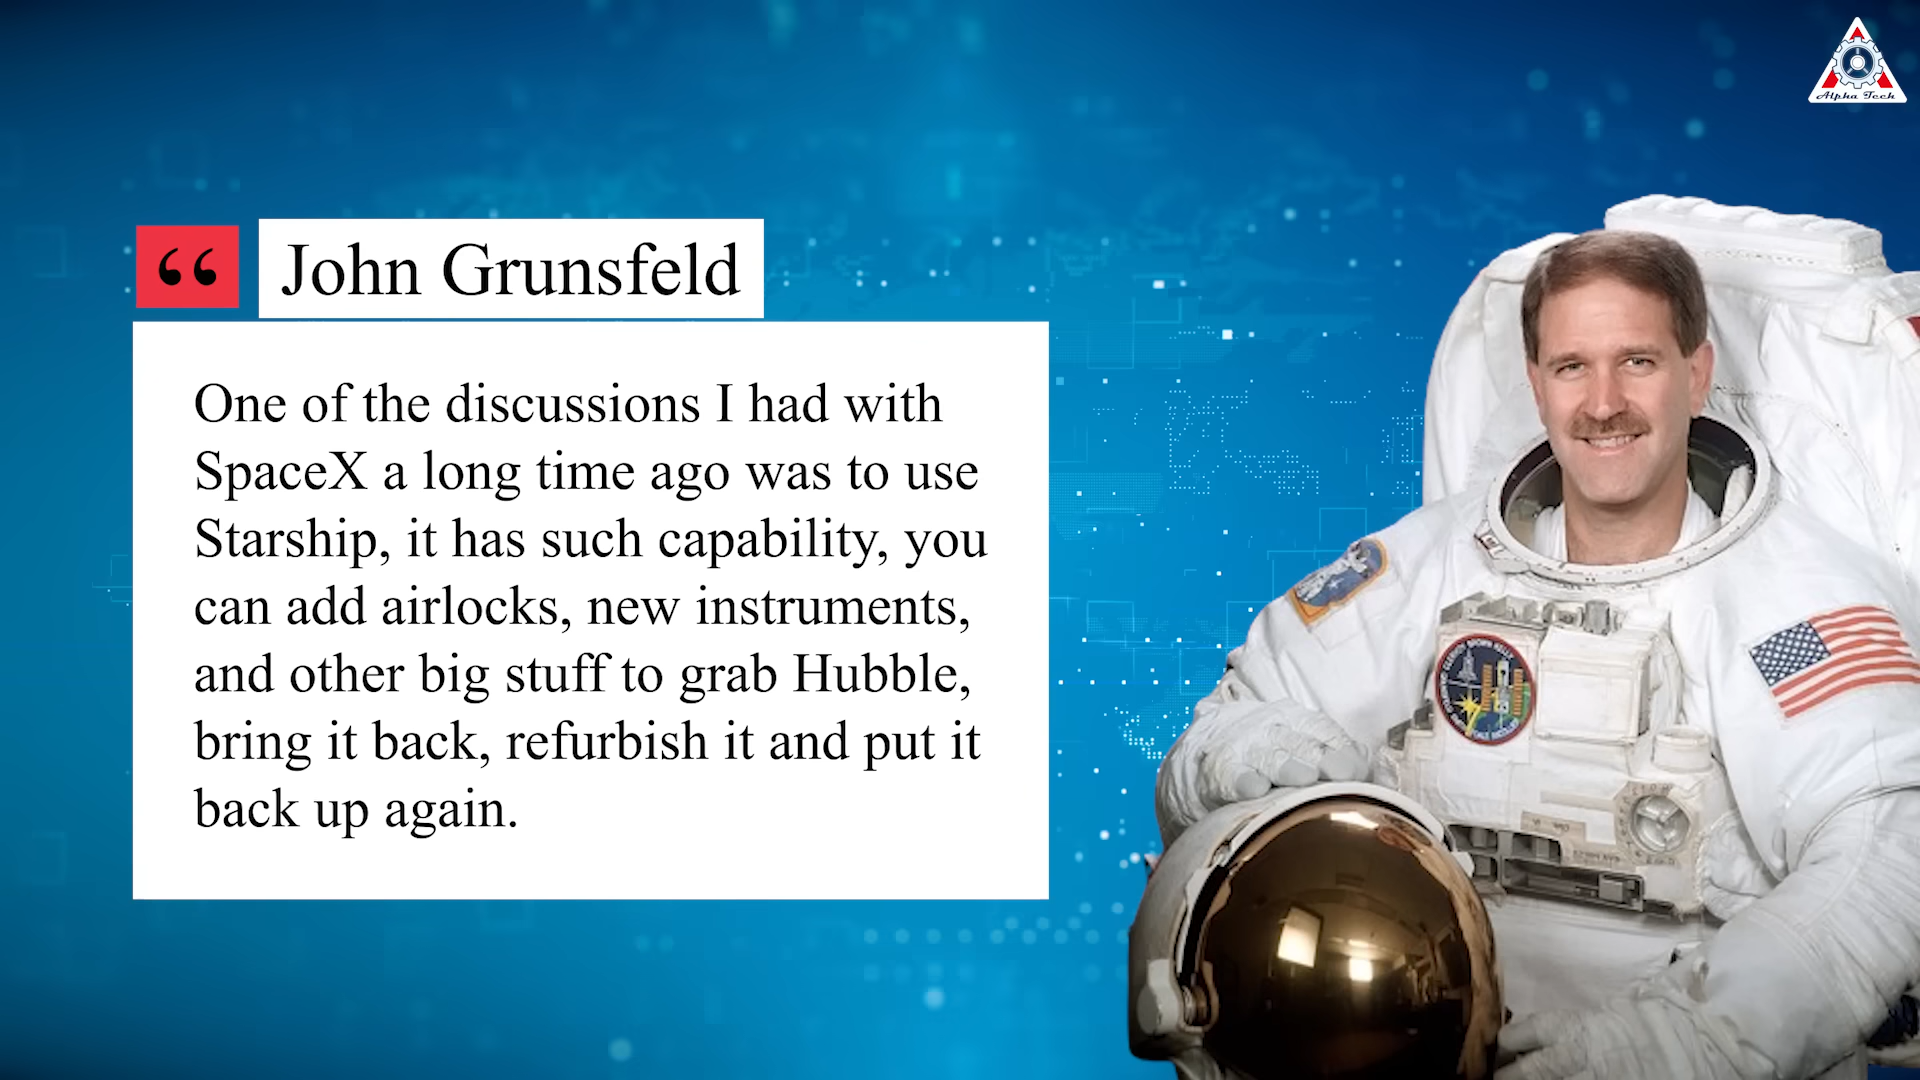 Alpha Tech
“
John Grunsfeld
One of the discussions I had with
SpaceX a long time ago was to use
Starship, it has such capability, you
can add airlocks, new instruments,
and other big stuff to grab Hubble,
bring it back, refurbish it and put it
back up again.